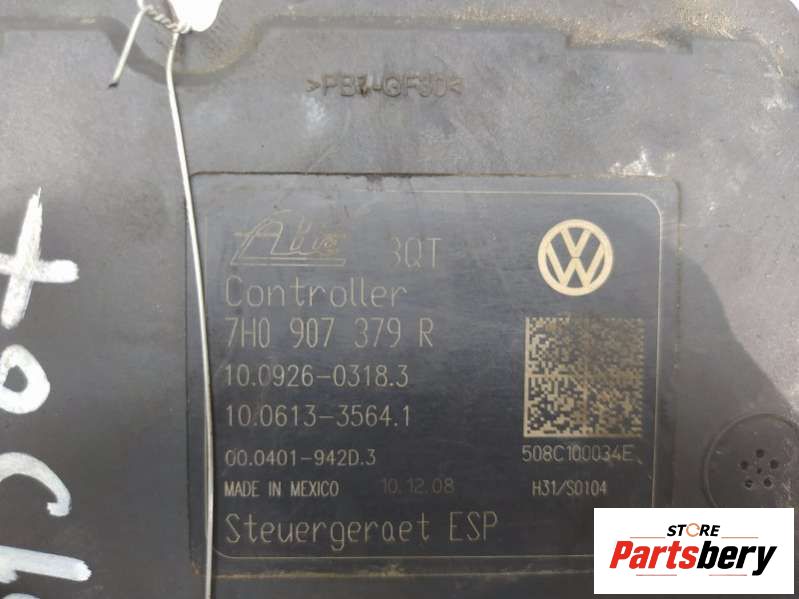 >PBT-GF30<
Ate 3QT
Controller
7H0 907 379 R
10.0926-0318.3
10.0613-3564.1
00.0401-942D.3
508C100034E
MADE IN MEXICO 10.12.08 H31/S0104
Steuergeraet ESP
STORE
Partsbery